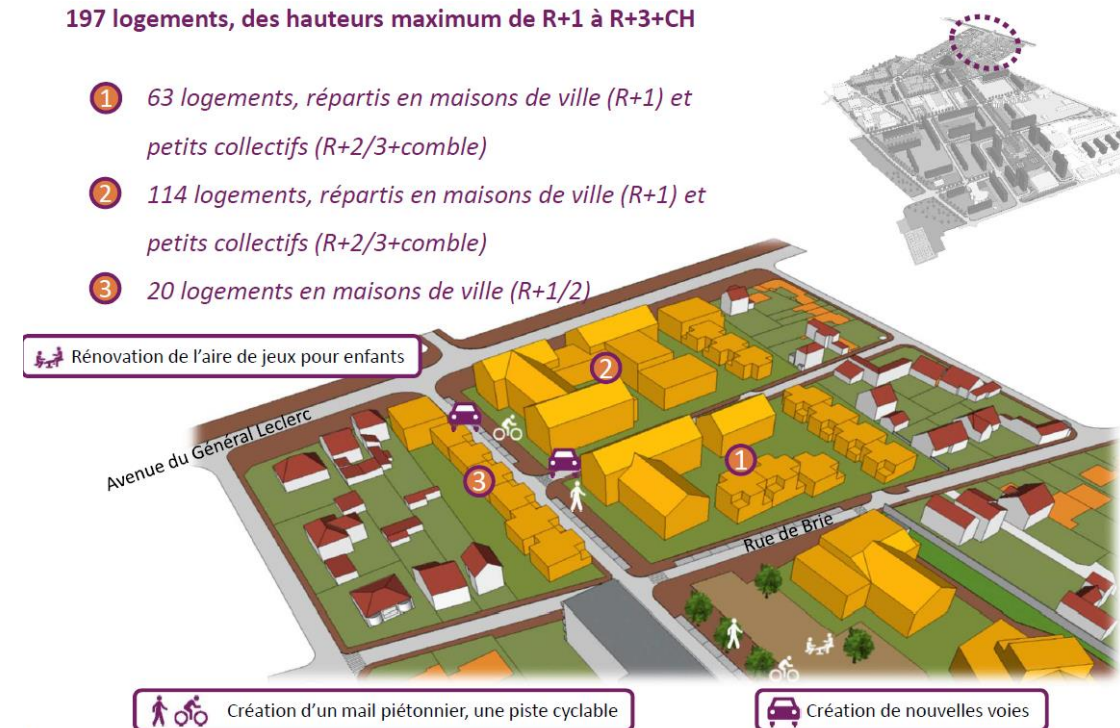 197 logements, des hauteurs maximum de R+1 à R+3+CH
1 63 logements, répartis en maisons de ville (R+1) et
petits collectifs (R+2/3+comble)
2 114 logements, répartis en maisons de ville (R+1) et
petits collectifs (R+2/3+comble)
3 20 logements en maisons de ville (R+1/2)
Rénovation de l'aire de jeux pour enfants
2
Avenue du Général Leclerc
1
3
Rue de Brie
Création d'un mail piétonnier, une piste cyclable
Création de nouvelles voies